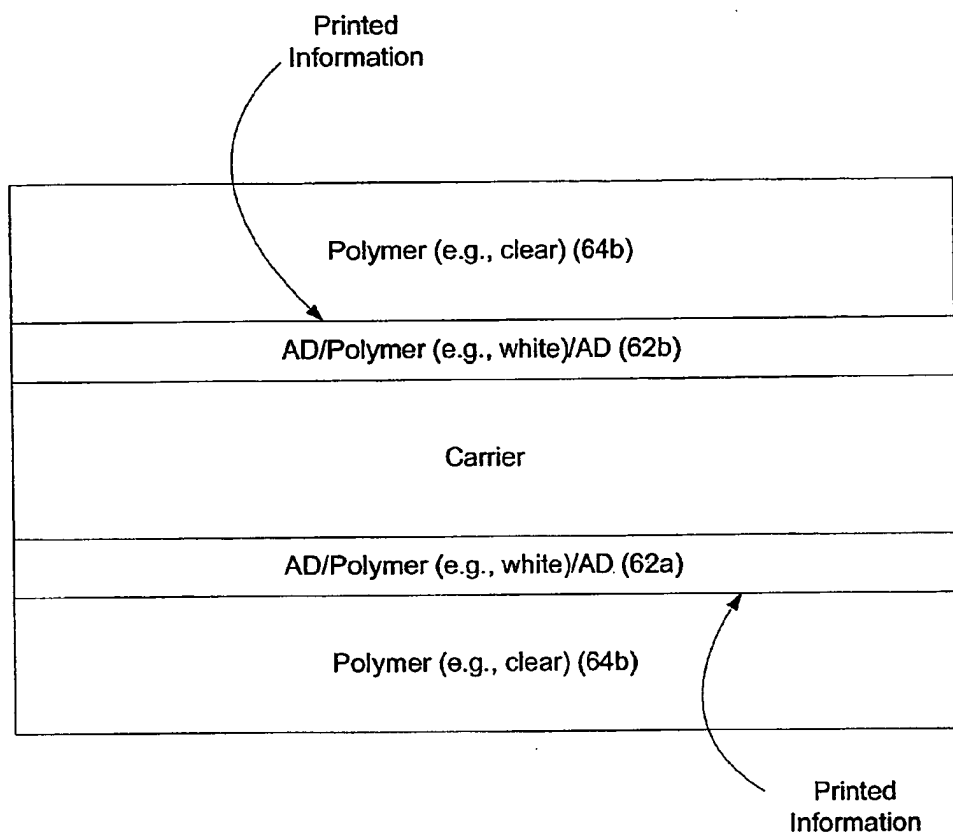 Printed
Information
Polymer (e.g., clear) (64b)
AD/Polymer (e.g., white)/AD (62b)
Carrier
AD/Polymer (e.g., white)/AD (62a)
Polymer (e.g., clear) (64b)
Printed
Information